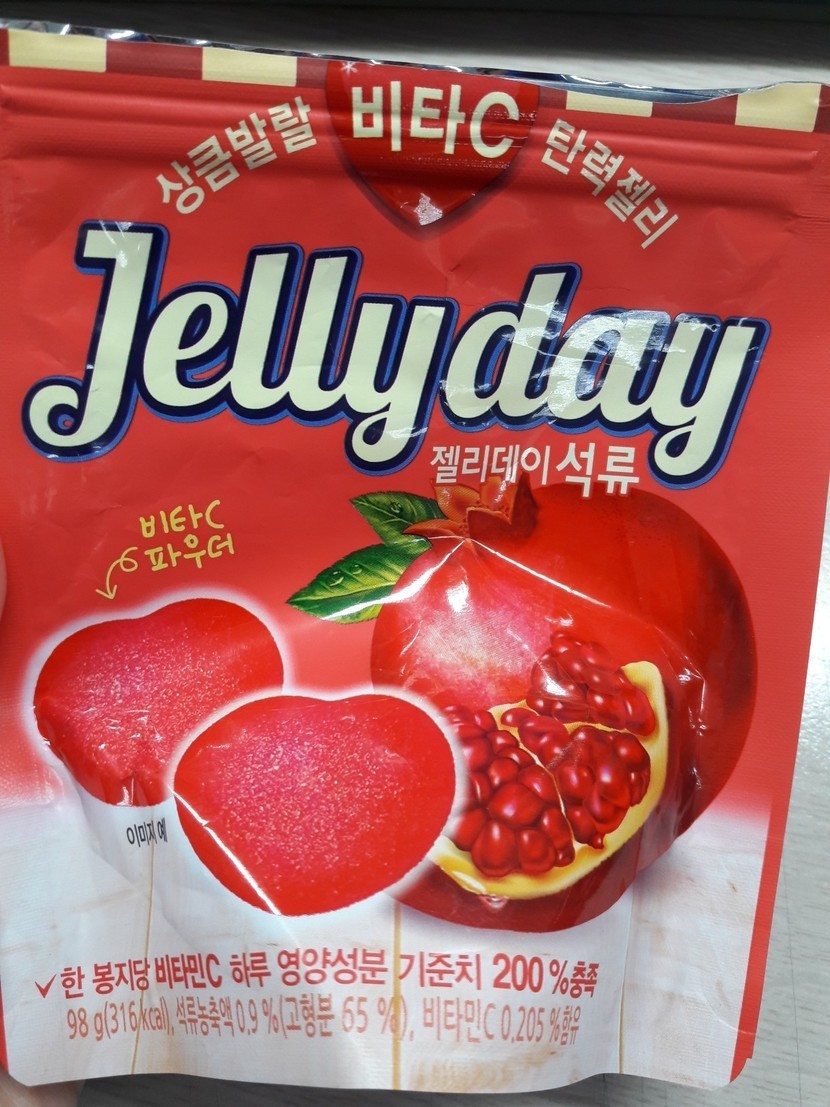 상큼발랄 비타C 탄력젤리
Jellyday
젤리데이 석류
비타C
파우더
이미지 예
✓한 봉지당 비타민C 하루 영양성분 기준치 200%충족
98 g(316 kcal), 석류농축액 0.9 %(고형분 65 %), 비타민C 0.205 %함유